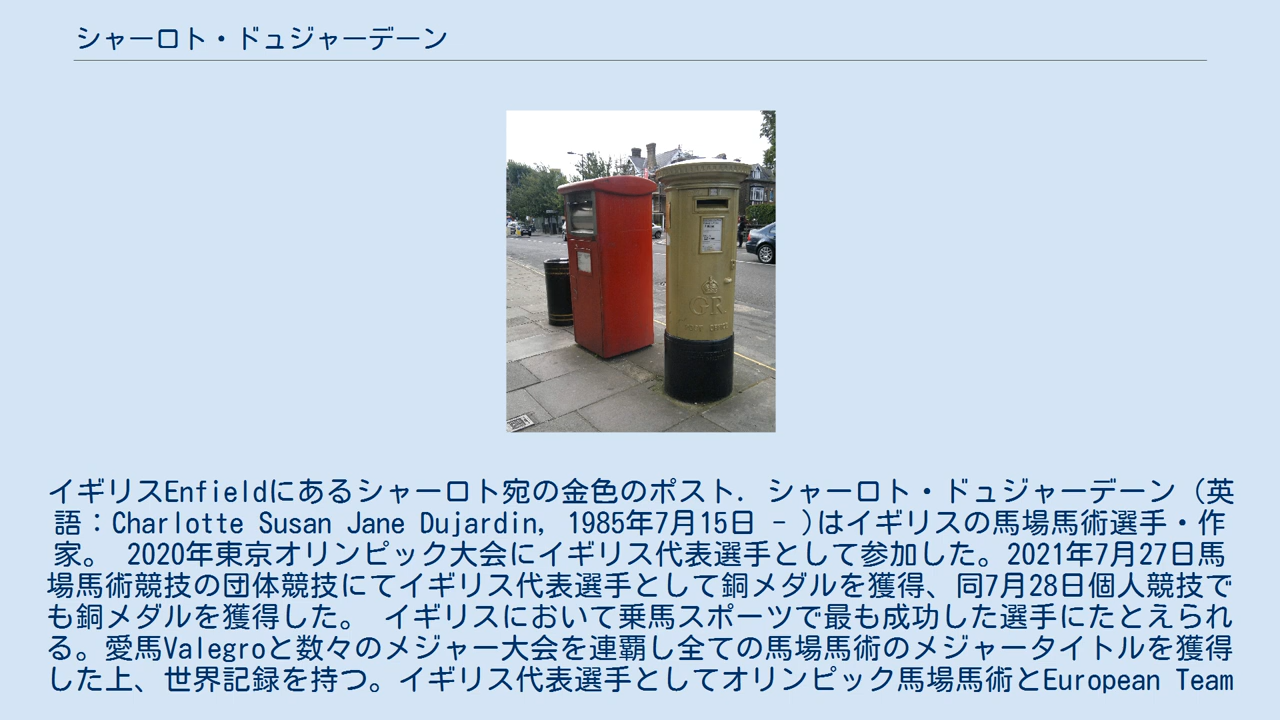 シャーロト・ドュジャーデーン
GR
イギリスEnfieldにあるシャーロト宛の金色のポスト. シャーロト・ドュジャーデーン (英
語：Charlotte Susan Jane Dujardin, 1985年7月15日 - )はイギリスの馬場馬術選手・作
家。 2020年東京オリンピック大会にイギリス代表選手として参加した。2021年7月27日馬
場馬術競技の団体競技にてイギリス代表選手として銅メダルを獲得、同7月28日個人競技で
も銅メダルを獲得した。 イギリスにおいて乗馬スポーツで最も成功した選手にたとえられ
る。愛馬Valegroと数々のメジャー大会を連覇し全ての馬場馬術のメジャータイトルを獲得
した上、世界記録を持つ。イギリス代表選手としてオリンピック馬場馬術とEuropean Team